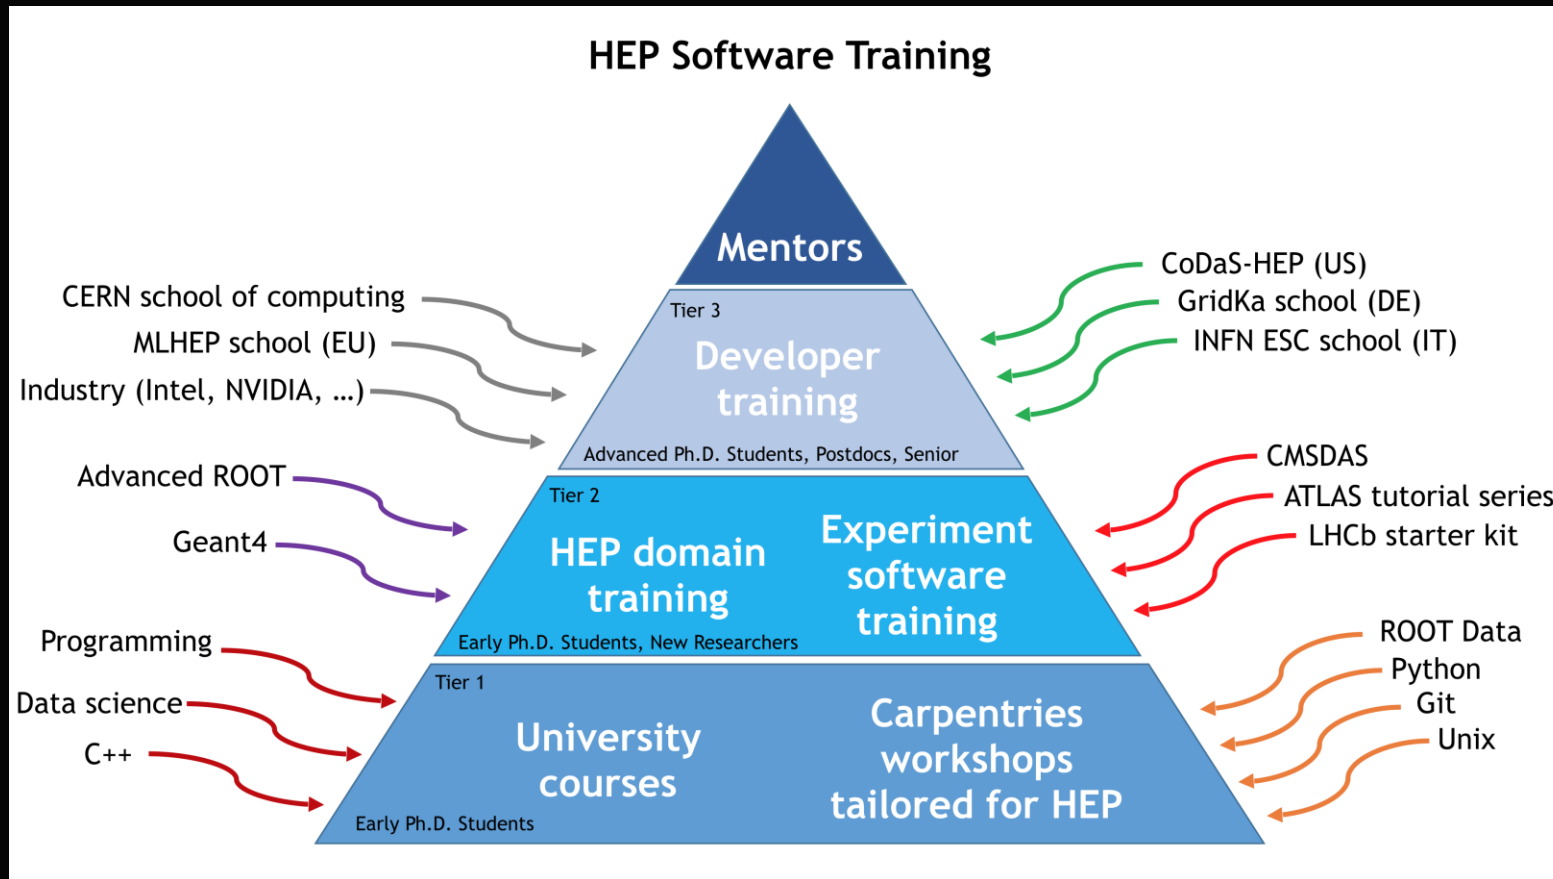 HEP Software Training
Mentors
CERN school of computing
MLHEP school (EU)
Industry (Intel, NVIDIA, ...)
Tier 3
Developer
training
Advanced Ph.D. Students, Postdocs, Senior
CoDaS-HEP (US)
GridKa school (DE)
INFN ESC school (IT)
Advanced ROOT
Geant4
Tier 2
HEP domain
training
Experiment
software
training
Early Ph.D. Students, New Researchers
CMSDAS
ATLAS tutorial series
LHCb starter kit
Programming
Data science
C++
Tier 1
University
courses
Carpentries
workshops
tailored for HEP
Early Ph.D. Students
ROOT Data
Python
Git
Unix